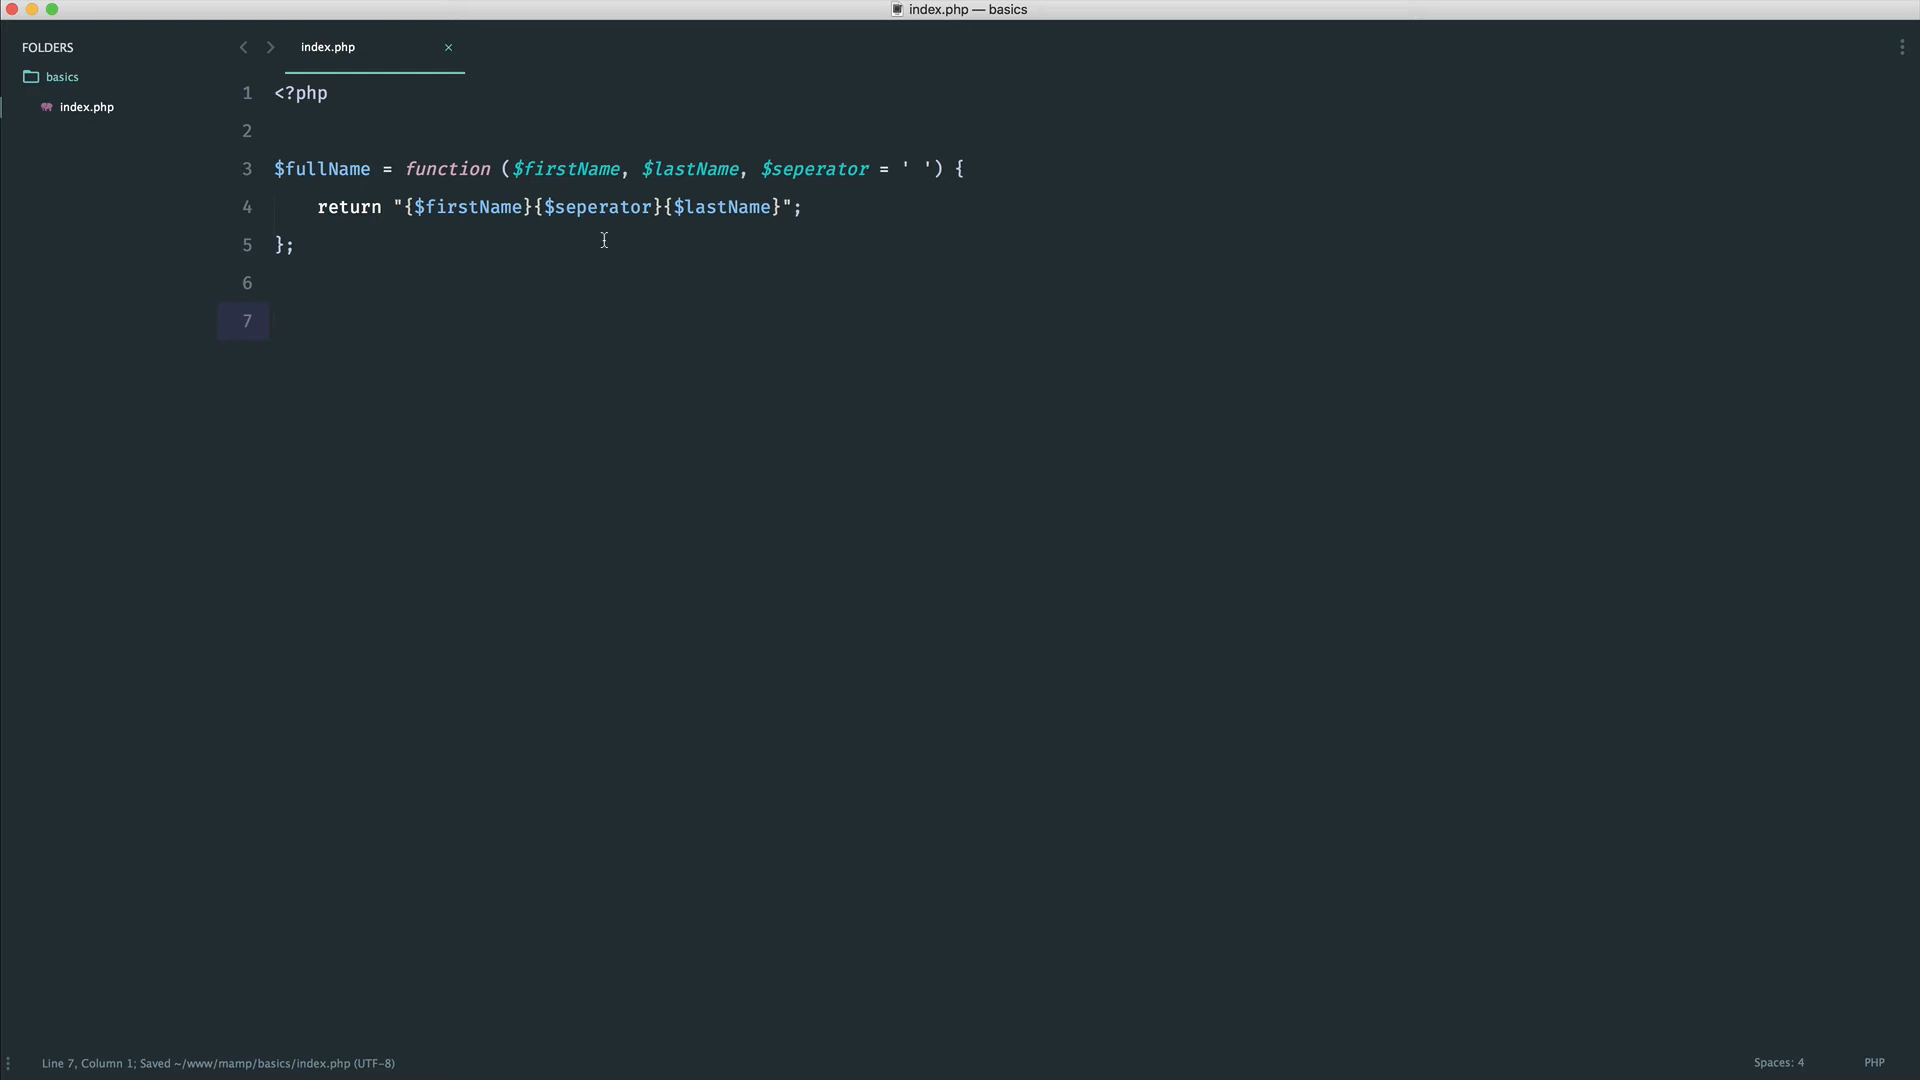 index.php — basics
FOLDERS
basics
index.php
index.php ×
1 <?php
2
3 $fullName = function ($firstName, $lastName, $seperator = ' ') {
4     return "{$firstName}{$seperator}{$lastName}";
5 };
6
7
Line 7, Column 1; Saved ~/www/mamp/basics/index.php (UTF-8)
Spaces: 4
PHP